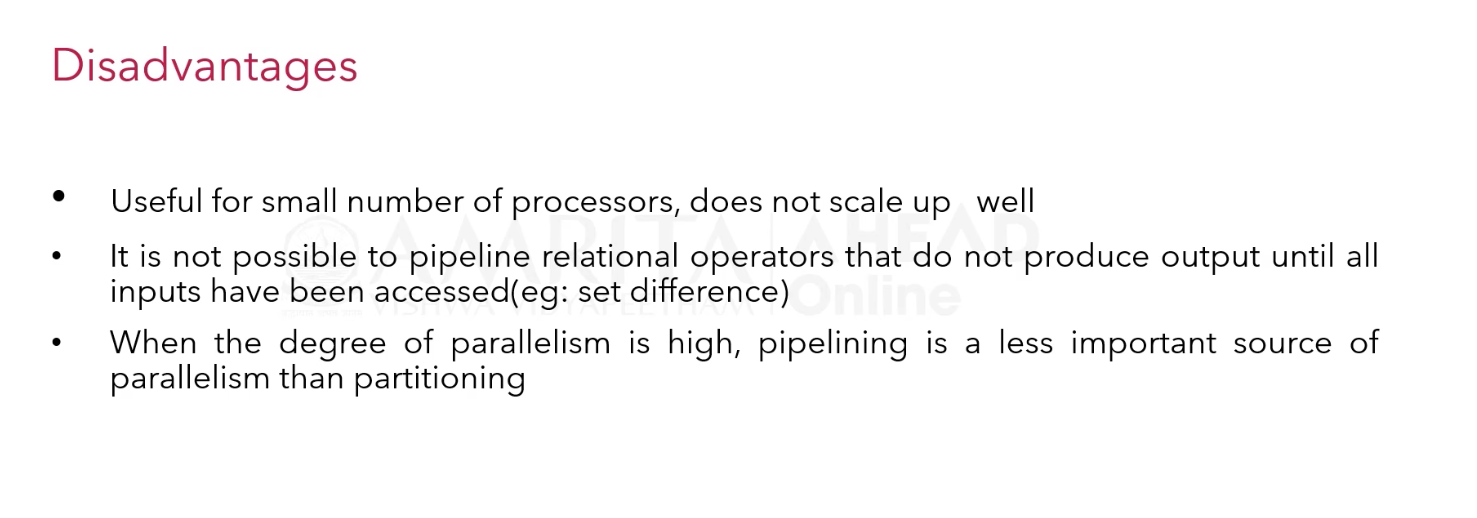 Disadvantages
• Useful for small number of processors, does not scale up well
• It is not possible to pipeline relational operators that do not produce output until all
inputs have been accessed(eg: set difference)
• When the degree of parallelism is high, pipelining is a less important source of
parallelism than partitioning
AMRITA
VISHWA VIDYAPEETHAM
AHEAD
Online